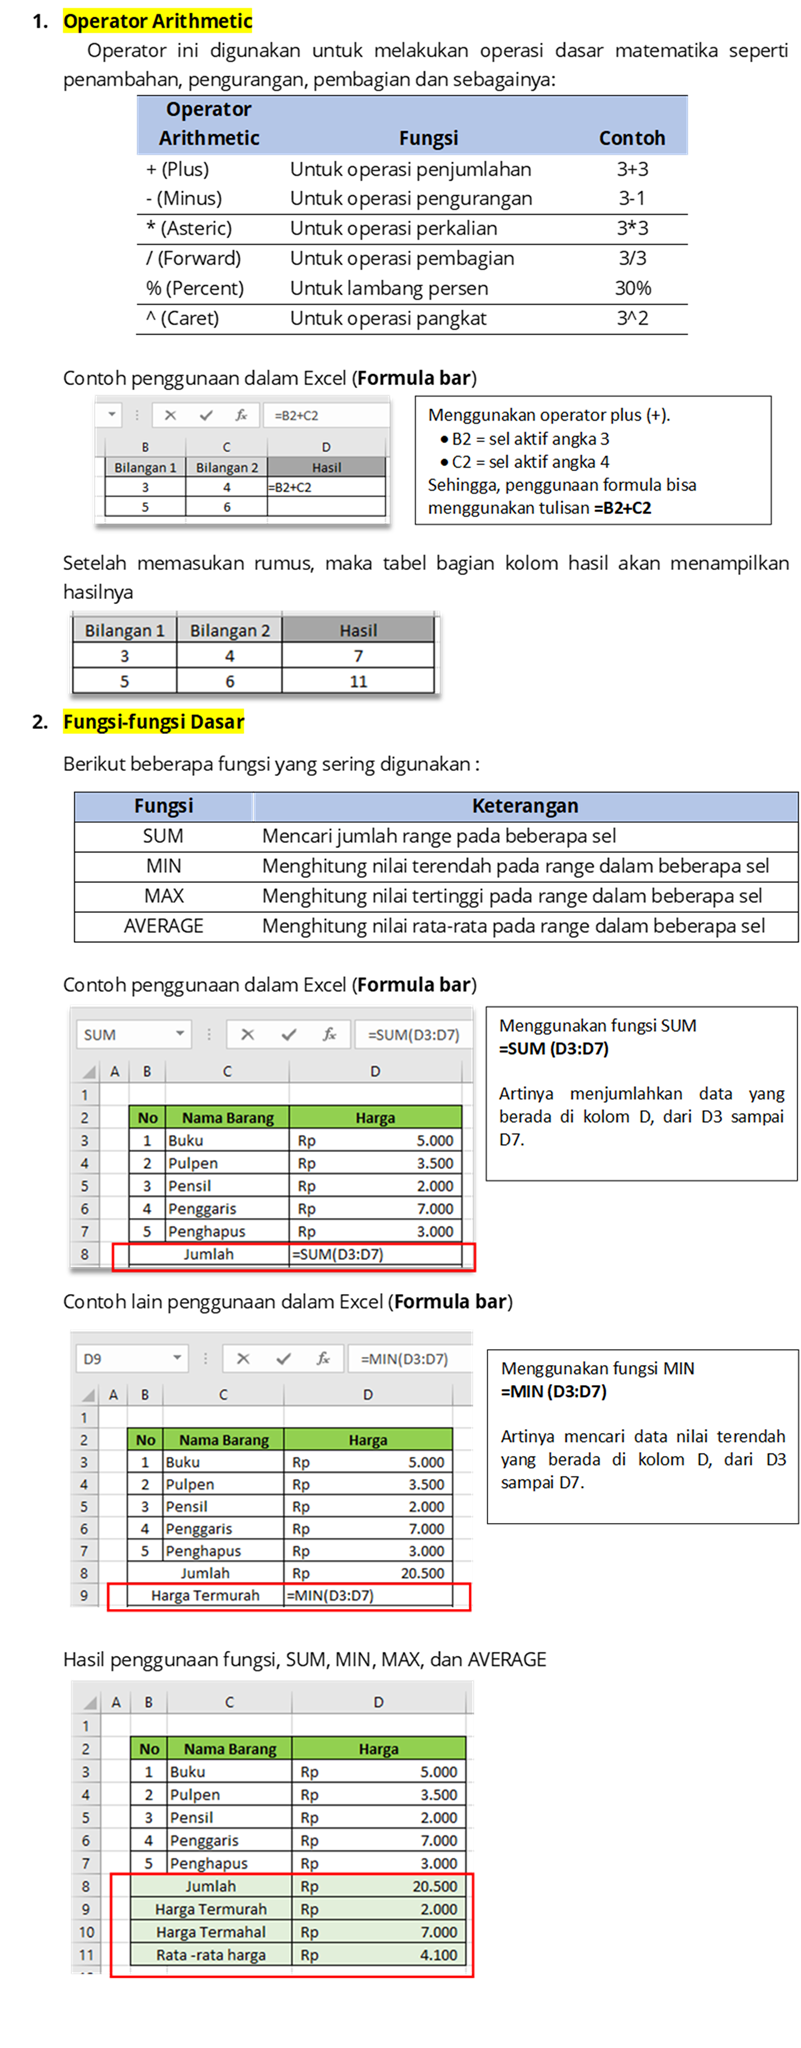 1. Operator Arithmetic
Operator ini digunakan untuk melakukan operasi dasar matematika seperti
penambahan, pengurangan, pembagian dan sebagainya:
Operator
Arithmetic Fungsi Contoh
+ (Plus) Untuk operasi penjumlahan 3+3
- (Minus) Untuk operasi pengurangan 3-1
* (Asteric) Untuk operasi perkalian 3*3
/ (Forward) Untuk operasi pembagian 3/3
% (Percent) Untuk lambang persen 30%
^ (Caret) Untuk operasi pangkat 3^2
Contoh penggunaan dalam Excel (Formula bar)
fx =B2+C2
B C D
Bilangan 1 Bilangan 2 Hasil
3 4 =B2+C2
5 6
Menggunakan operator plus (+).
• B2 = sel aktif angka 3
• C2 = sel aktif angka 4
Sehingga, penggunaan formula bisa
menggunakan tulisan =B2+C2
Setelah memasukan rumus, maka tabel bagian kolom hasil akan menampilkan
hasilnya
Bilangan 1 Bilangan 2 Hasil
3 4 7
5 6 11
2. Fungsi-fungsi Dasar
Berikut beberapa fungsi yang sering digunakan :
Fungsi Keterangan
SUM Mencari jumlah range pada beberapa sel
MIN Menghitung nilai terendah pada range dalam beberapa sel
MAX Menghitung nilai tertinggi pada range dalam beberapa sel
AVERAGE Menghitung nilai rata-rata pada range dalam beberapa sel
Contoh penggunaan dalam Excel (Formula bar)
SUM fx =SUM(D3:D7)
A B C D
1
2 No Nama Barang Harga
3 1 Buku Rp 5.000
4 2 Pulpen Rp 3.500
5 3 Pensil Rp 2.000
6 4 Penggaris Rp 7.000
7 5 Penghapus Rp 3.000
8 Jumlah =SUM(D3:D7)
Menggunakan fungsi SUM
=SUM (D3:D7)
Artinya menjumlahkan data yang
berada di kolom D, dari D3 sampai
D7.
Contoh lain penggunaan dalam Excel (Formula bar)
D9 fx =MIN(D3:D7)
A B C D
1
2 No Nama Barang Harga
3 1 Buku Rp 5.000
4 2 Pulpen Rp 3.500
5 3 Pensil Rp 2.000
6 4 Penggaris Rp 7.000
7 5 Penghapus Rp 3.000
8 Jumlah Rp 20.500
9 Harga Termurah =MIN(D3:D7)
Menggunakan fungsi MIN
=MIN (D3:D7)
Artinya mencari data nilai terendah
yang berada di kolom D, dari D3
sampai D7.
Hasil penggunaan fungsi, SUM, MIN, MAX, dan AVERAGE
A B C D
1
2 No Nama Barang Harga
3 1 Buku Rp 5.000
4 2 Pulpen Rp 3.500
5 3 Pensil Rp 2.000
6 4 Penggaris Rp 7.000
7 5 Penghapus Rp 3.000
8 Jumlah Rp 20.500
9 Harga Termurah Rp 2.000
10 Harga Termahal Rp 7.000
11 Rata -rata harga Rp 4.100